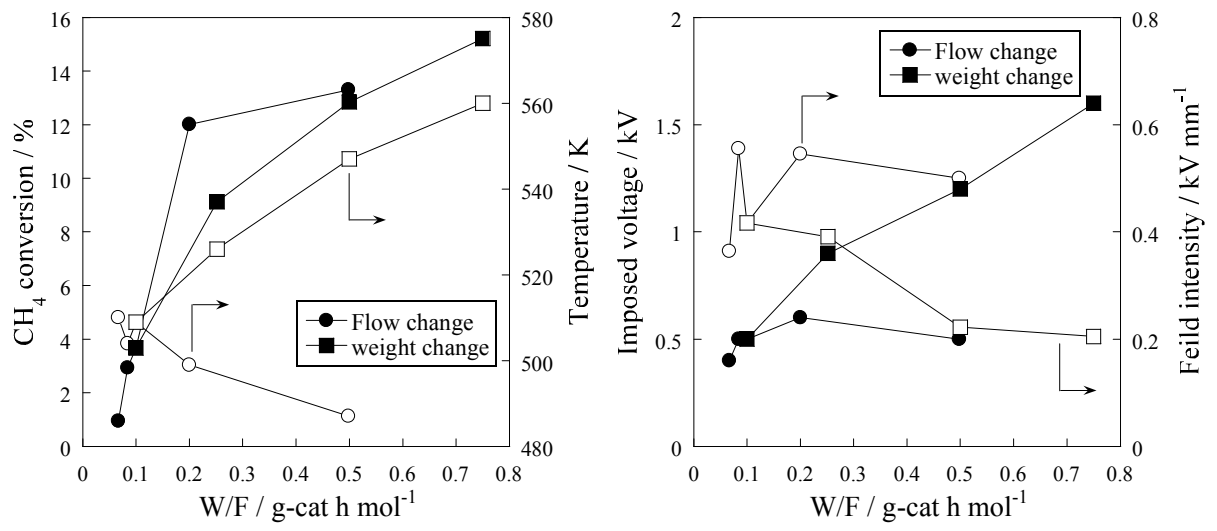 16
14
12
10
8
6
4
2
0
CH4 conversion / %
580
560
540
520
500
480
Temperature / K
Flow change
weight change
0 0.1 0.2 0.3 0.4 0.5 0.6 0.7 0.8
W/F / g-cat h mol-1
2
1.5
1
0.5
0
Imposed voltage / kV
0.8
0.6
0.4
0.2
0
Feild intensity / kV mm-1
Flow change
weight change
0 0.1 0.2 0.3 0.4 0.5 0.6 0.7 0.8
W/F / g-cat h mol-1